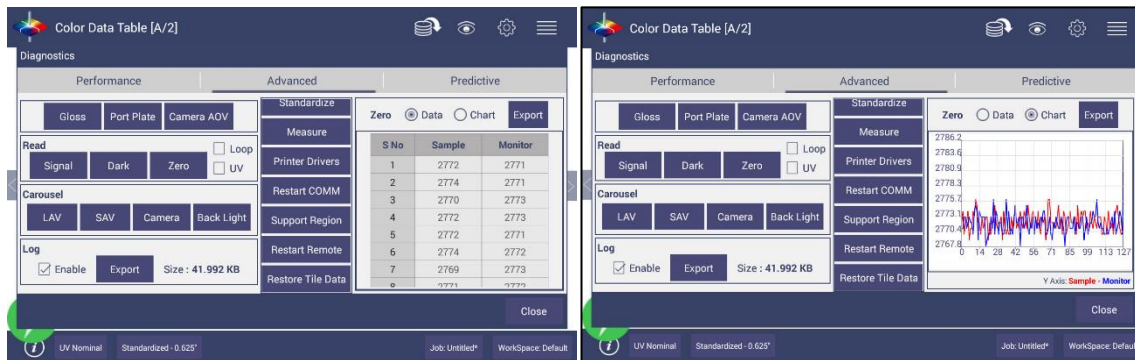 Color Data Table [A/2]
Diagnostics
Performance Advanced Predictive
Gloss Port Plate Camera AOV
Read
Loop
Signal Dark Zero
UV
Carousel
LAV SAV Camera Back Light
Log
Enable Export Size : 41.992 KB
Standardize
Measure
Printer Drivers
Restart COMM
Support Region
Restart Remote
Restore Tile Data
Zero Data Chart Export
S No Sample Monitor
1 2772 2771
2 2774 2771
3 2770 2773
4 2772 2773
5 2772 2771
6 2774 2772
7 2769 2773
8 2771 2772
Close
i UV Nominal Standardized - 0.625" Job: Untitled* WorkSpace: Default
Color Data Table [A/2]
Diagnostics
Performance Advanced Predictive
Gloss Port Plate Camera AOV
Read
Loop
Signal Dark Zero
UV
Carousel
LAV SAV Camera Back Light
Log
Enable Export Size : 41.992 KB
Standardize
Measure
Printer Drivers
Restart COMM
Support Region
Restart Remote
Restore Tile Data
Zero Data Chart Export
2786.2
2783.6
2780.9
2778.3
2775.7
2773.1
2770.4
2767.8
0 14 28 42 56 71 85 99 113 127
Y Axis: Sample - Monitor
Close
i UV Nominal Standardized - 0.625" Job: Untitled* WorkSpace: Defaul